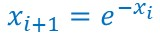 x_{i+1} = e^{-x_i}